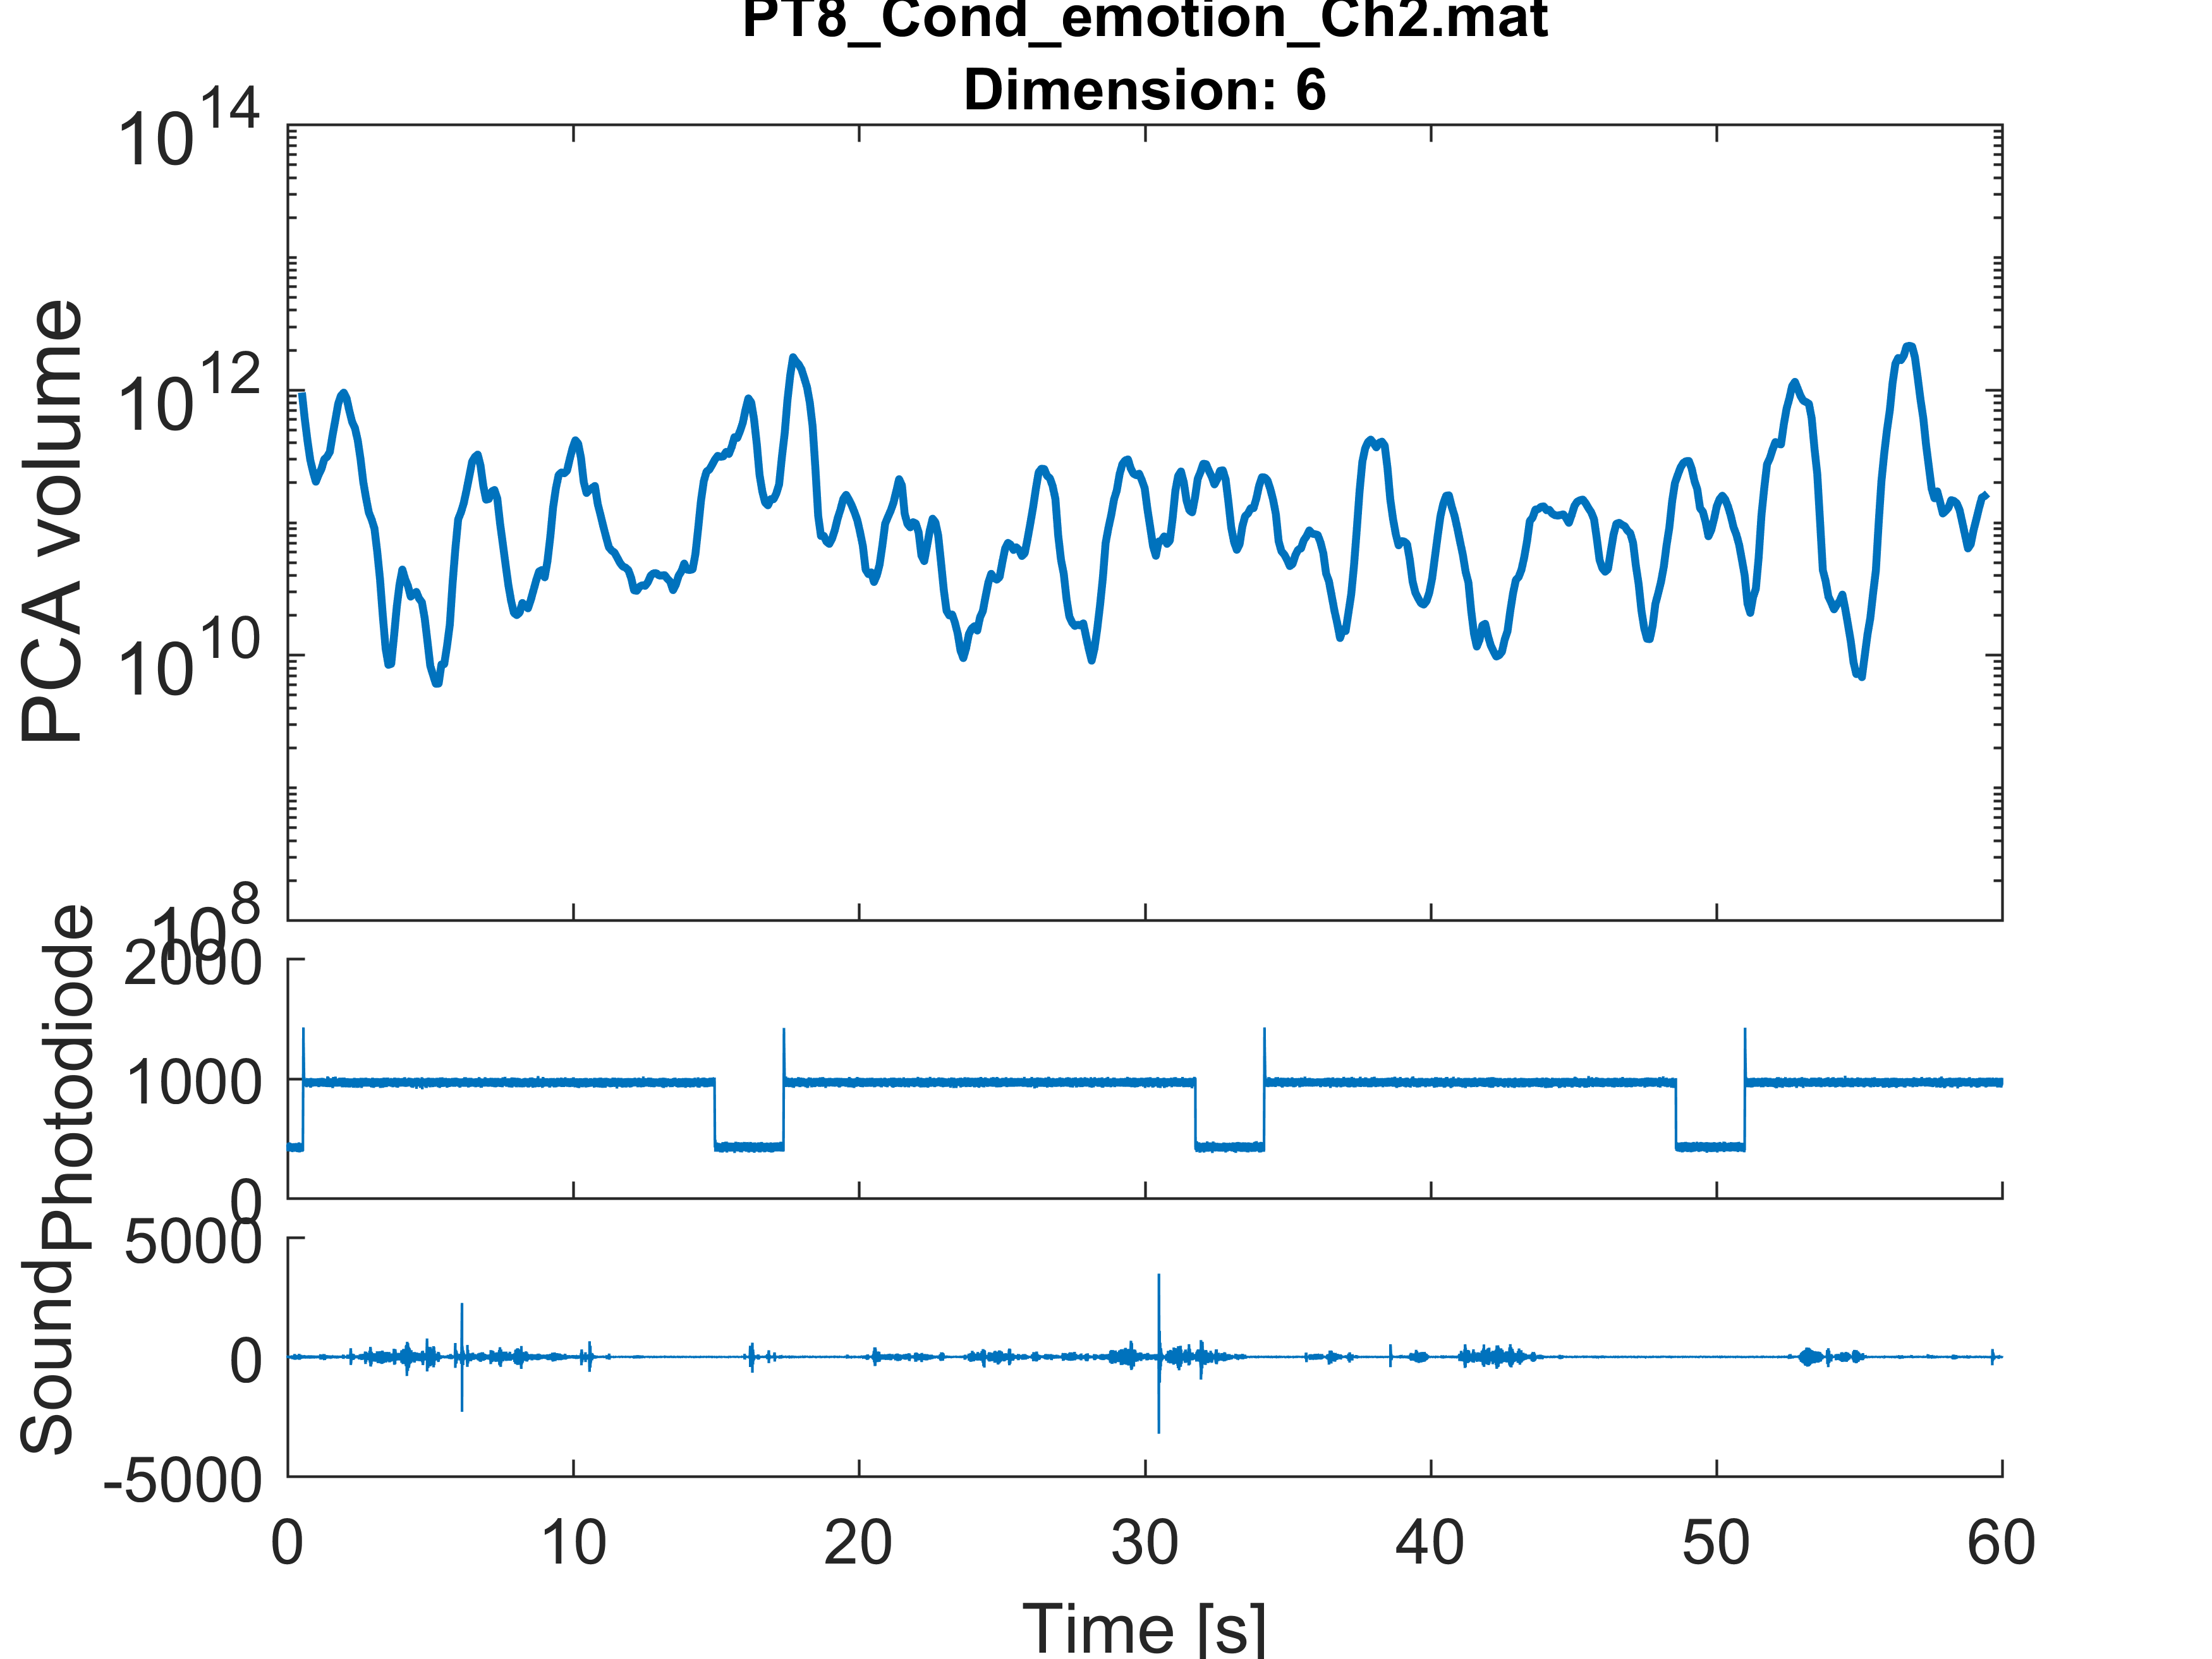 PT8_Cond_emotion_Ch2.mat
Dimension: 6
10^14
10^12
10^10
10^8
PCA volume
2000
1000
0
Photodiode
5000
0
-5000
Sound
0 10 20 30 40 50 60
Time [s]